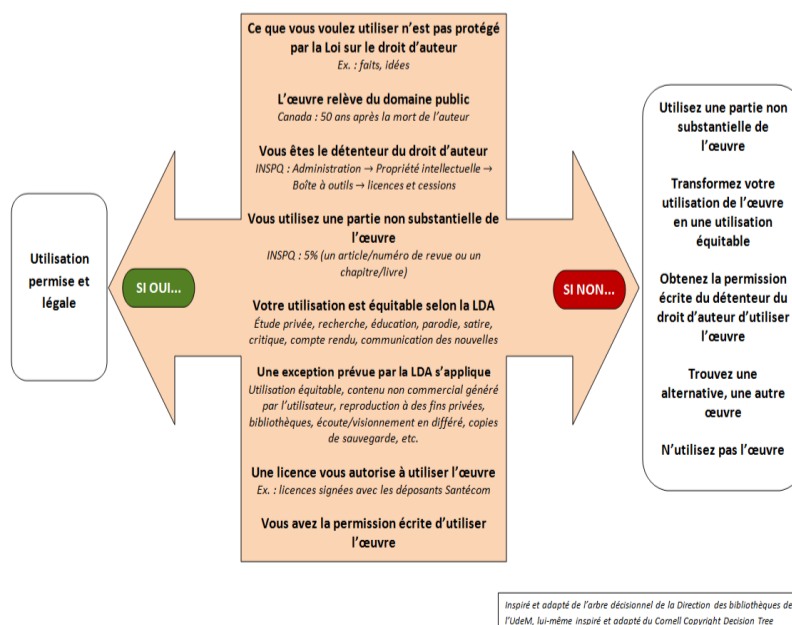 Ce que vous voulez utiliser n'est pas protégé
par la Loi sur le droit d'auteur
Ex. : faits, idées
L'œuvre relève du domaine public
Canada : 50 ans après la mort de l'auteur
Vous êtes le détenteur du droit d'auteur
INSPQ : Administration → Propriété intellectuelle →
Boîte à outils → licences et cessions
Vous utilisez une partie non substantielle de
l'œuvre
INSPQ : 5% (un article/numéro de revue ou un
chapitre/livre)
Votre utilisation est équitable selon la LDA
Étude privée, recherche, éducation, parodie, satire,
critique, compte rendu, communication des nouvelles
Une exception prévue par la LDA s'applique
Utilisation équitable, contenu non commercial généré
par l'utilisateur, reproduction à des fins privées,
bibliothèques, écoute/visionnement en différé, copies
de sauvegarde, etc.
Une licence vous autorise à utiliser l'œuvre
Ex. : licences signées avec les déposants Santécom
Vous avez la permission écrite d'utiliser
l'œuvre
SI OUI...
Utilisation
permise et
légale
SI NON...
Utilisez une partie non
substantielle de
l'œuvre
Transformez votre
utilisation de l'œuvre
en une utilisation
équitable
Obtenez la permission
écrite du détenteur du
droit d'auteur d'utiliser
l'œuvre
Trouvez une
alternative, une autre
œuvre
N'utilisez pas l'œuvre
Inspiré et adapté de l'arbre décisionnel de la Direction des bibliothèques de
l'UdeM, lui-même inspiré et adapté du Cornell Copyright Decision Tree